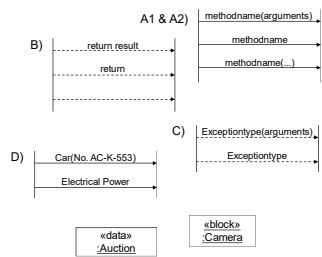 A1 & A2)
methodname(arguments)
methodname
methodname(...)
B)
return result
return
C)
Exceptiontype(arguments)
Exceptiontype
D)
Car(No. AC-K-553)
Electrical Power
«data»
:Auction
«block»
:Camera